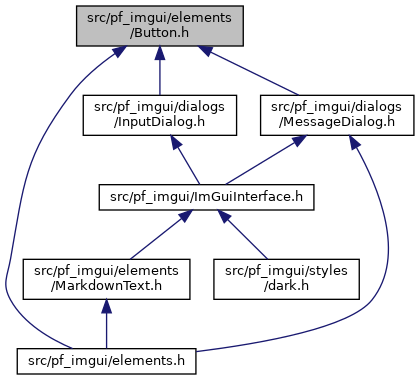 src/pf_imgui/elements
/Button.h
src/pf_imgui/dialogs
/InputDialog.h
src/pf_imgui/dialogs
/MessageDialog.h
src/pf_imgui/ImGuiInterface.h
src/pf_imgui/elements
/MarkdownText.h
src/pf_imgui/styles
/dark.h
src/pf_imgui/elements.h